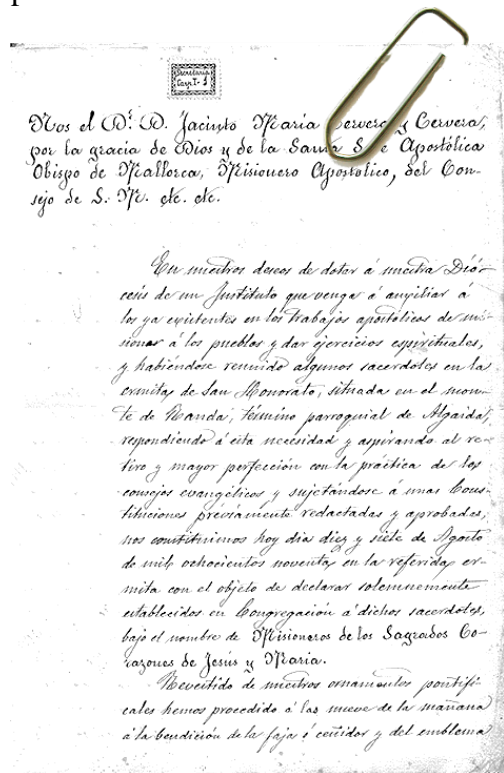 Secretaria
Nos el Dr. D. Jacinto María Cervera y Cervera,
por la gracia de Dios y de la Santa Sede Apostólica
Obispo de Mallorca, Misionero Apostólico, del Con-
sejo de S. M. etc. etc.
En nuestros deseos de dotar á nuestra Dió-
cesis de un Instituto que venga á auxiliar á
los ya existentes en los trabajos apostólicos de mi-
sionar á los pueblos y dar ejercicios espirituales,
y habiéndose reunido algunos sacerdotes en la
ermita de San Honorato, situada en el mon-
te de Randa, término parroquial de Algaida,
respondiendo á esta necesidad y aspirando al re-
tiro y mayor perfección con la práctica de los
consejos evangélicos y sujetándose á unas Cons-
tituciones préviamente redactadas y aprobadas,
nos constituimos hoy dia diez y siete de Agosto
de mil ochocientos noventa en la referida er-
mita con el objeto de declarar solemnemente
establecidos en Congregación á dichos sacerdotes,
bajo el nombre de Misioneros de los Sagrados Co-
razones de Jesús y Maria.
Revestido de nuestros ornamentos pontifi-
cales hemos procedido á las nueve de la mañana
á la bendición de la faja ó ceñidor y del emblema